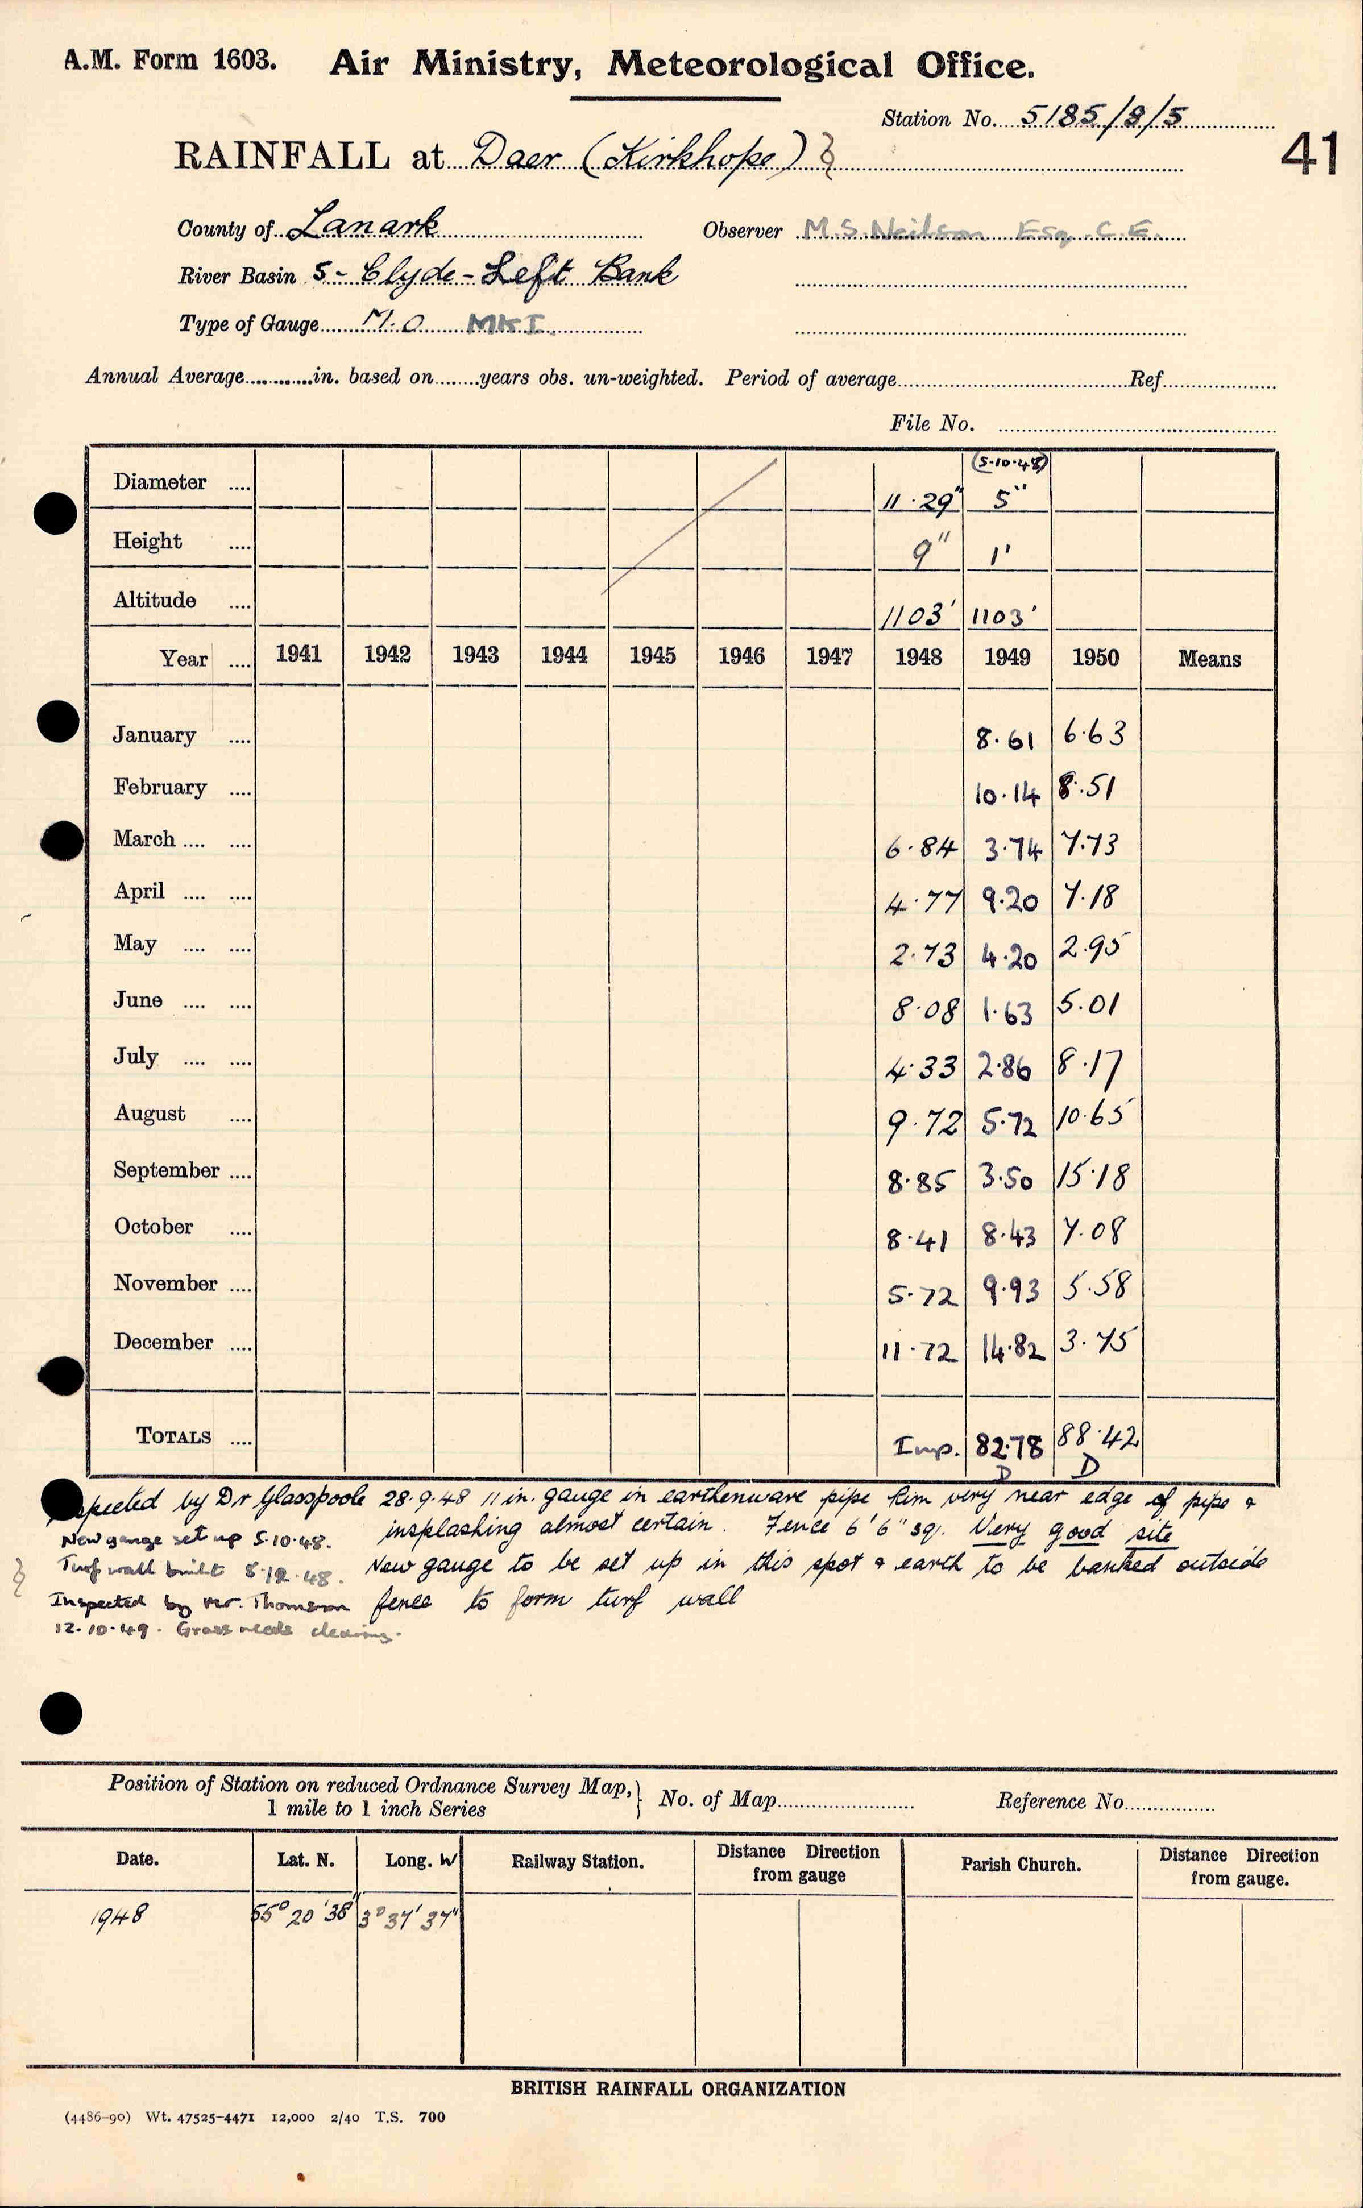 A.M. Form 1603. Air Ministry, Meteorological Office.
Station No. 5185/8/5
41
RAINFALL at Daer (Kirkhope)
County of Lanark Observer M.S. Neilson Esq. C.E.
River Basin 5 - Clyde - Left Bank
Type of Gauge M.O MK I.
Annual Average............in. based on........years obs. un-weighted. Period of average............Ref............
File No.
(5.10.48)
Diameter .... 11.29" 5"
Height .... 9" 1'
Altitude .... 1103' 1103'
Year .... 1941 1942 1943 1944 1945 1946 1947 1948 1949 1950 Means
January .... 8.61 6.63
February .... 10.14 8.51
March .... .... 6.84 3.74 7.73
April .... .... 4.77 9.20 7.18
May .... .... 2.73 4.20 2.95
June .... .... 8.08 1.63 5.01
July .... .... 4.33 2.86 8.17
August .... 9.72 5.72 10.65
September .... 8.85 3.50 15.18
October .... 8.41 8.43 7.08
November .... 5.72 9.93 5.58
December .... 11.72 14.82 3.75
TOTALS .... Imp. 82.78 88.42
D D
spected by Dr Glasspoole 28.9.48 11 in. gauge in earthenware pipe Rim very near edge of pipe &
New gauge set up 5.10.48. insplashing almost certain. Fence 6'6" sq. Very good site
Turf wall built 8.12.48. New gauge to be set up in this spot & earth to be banked outside
Inspected by Mr. Thomson fence to form turf wall
12.10.49. Grass needs clearing.
Position of Station on reduced Ordnance Survey Map,} No. of Map............ Reference No............
1 mile to 1 inch Series
Date. Lat. N. Long. W Railway Station. Distance Direction from gauge Parish Church. Distance Direction from gauge.
1948 55° 20' 38" 3° 37' 37"
BRITISH RAINFALL ORGANIZATION
(4486-90) Wt. 47525-4471 12,000 2/40 T.S. 700